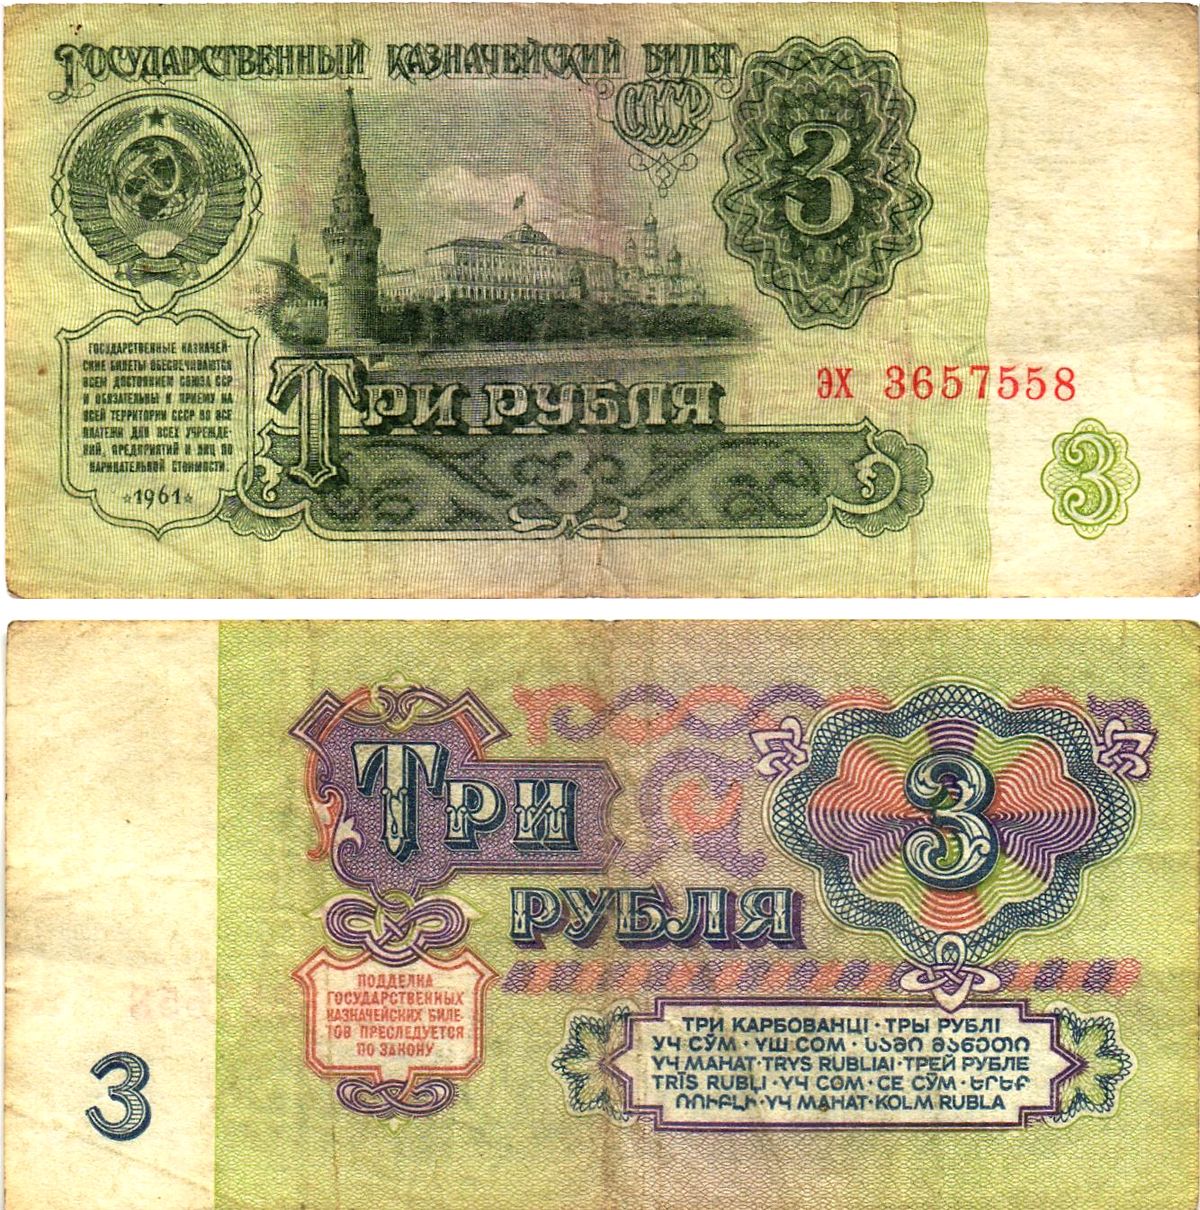 Государственный казначейский билет
СССР
3
ГОСУДАРСТВЕННЫЕ КАЗНАЧЕЙ-
СКИЕ БИЛЕТЫ ОБЕСПЕЧИВАЮТСЯ
ВСЕМ ДОСТОЯНИЕМ СОЮЗА ССР
И ОБЯЗАТЕЛЬНЫ К ПРИЕМУ НА
ВСЕЙ ТЕРРИТОРИИ СССР ВО ВСЕ
ПЛАТЕЖИ ДЛЯ ВСЕХ УЧРЕЖДЕ-
НИЙ, ПРЕДПРИЯТИЙ И ЛИЦ ПО
НАРИЦАТЕЛЬНОЙ СТОИМОСТИ.
★1961★
ТРИ РУБЛЯ
3
эх 3657558
3
ТРИ
РУБЛЯ
3
ПОДДЕЛКА
ГОСУДАРСТВЕННЫХ
КАЗНАЧЕЙСКИХ БИЛЕ-
ТОВ ПРЕСЛЕДУЕТСЯ
ПО ЗАКОНУ
3
ТРИ КАРБОВАНЦІ · ТРЫ РУБЛІ
УЧ СЎМ · ҮШ СОМ · ᲡᲐᲛᲘ ᲛᲐᲜᲔᲗᲘ
ҮЧ МАНАТ · TRYS RUBLIAI · ТРЕЙ РУБЛЕ
TRĪS RUBĻI · ҮЧ СОМ · СЕ СӮМ · ԵՐԵՔ
ՌՈՒԲԼԻ · ҮЧ МАНАТ · KOLM RUBLA